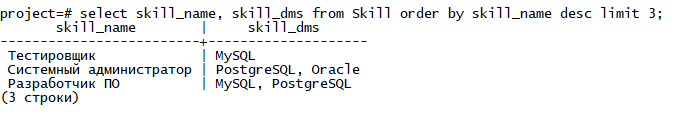 project=# select skill_name, skill_dms from Skill order by skill_name desc limit 3;
skill_name | skill_dms
-------------------------+--------------------
Тестировщик | MySQL
Системный администратор | PostgreSQL, Oracle
Разработчик ПО | MySQL, PostgreSQL
(3 строки)